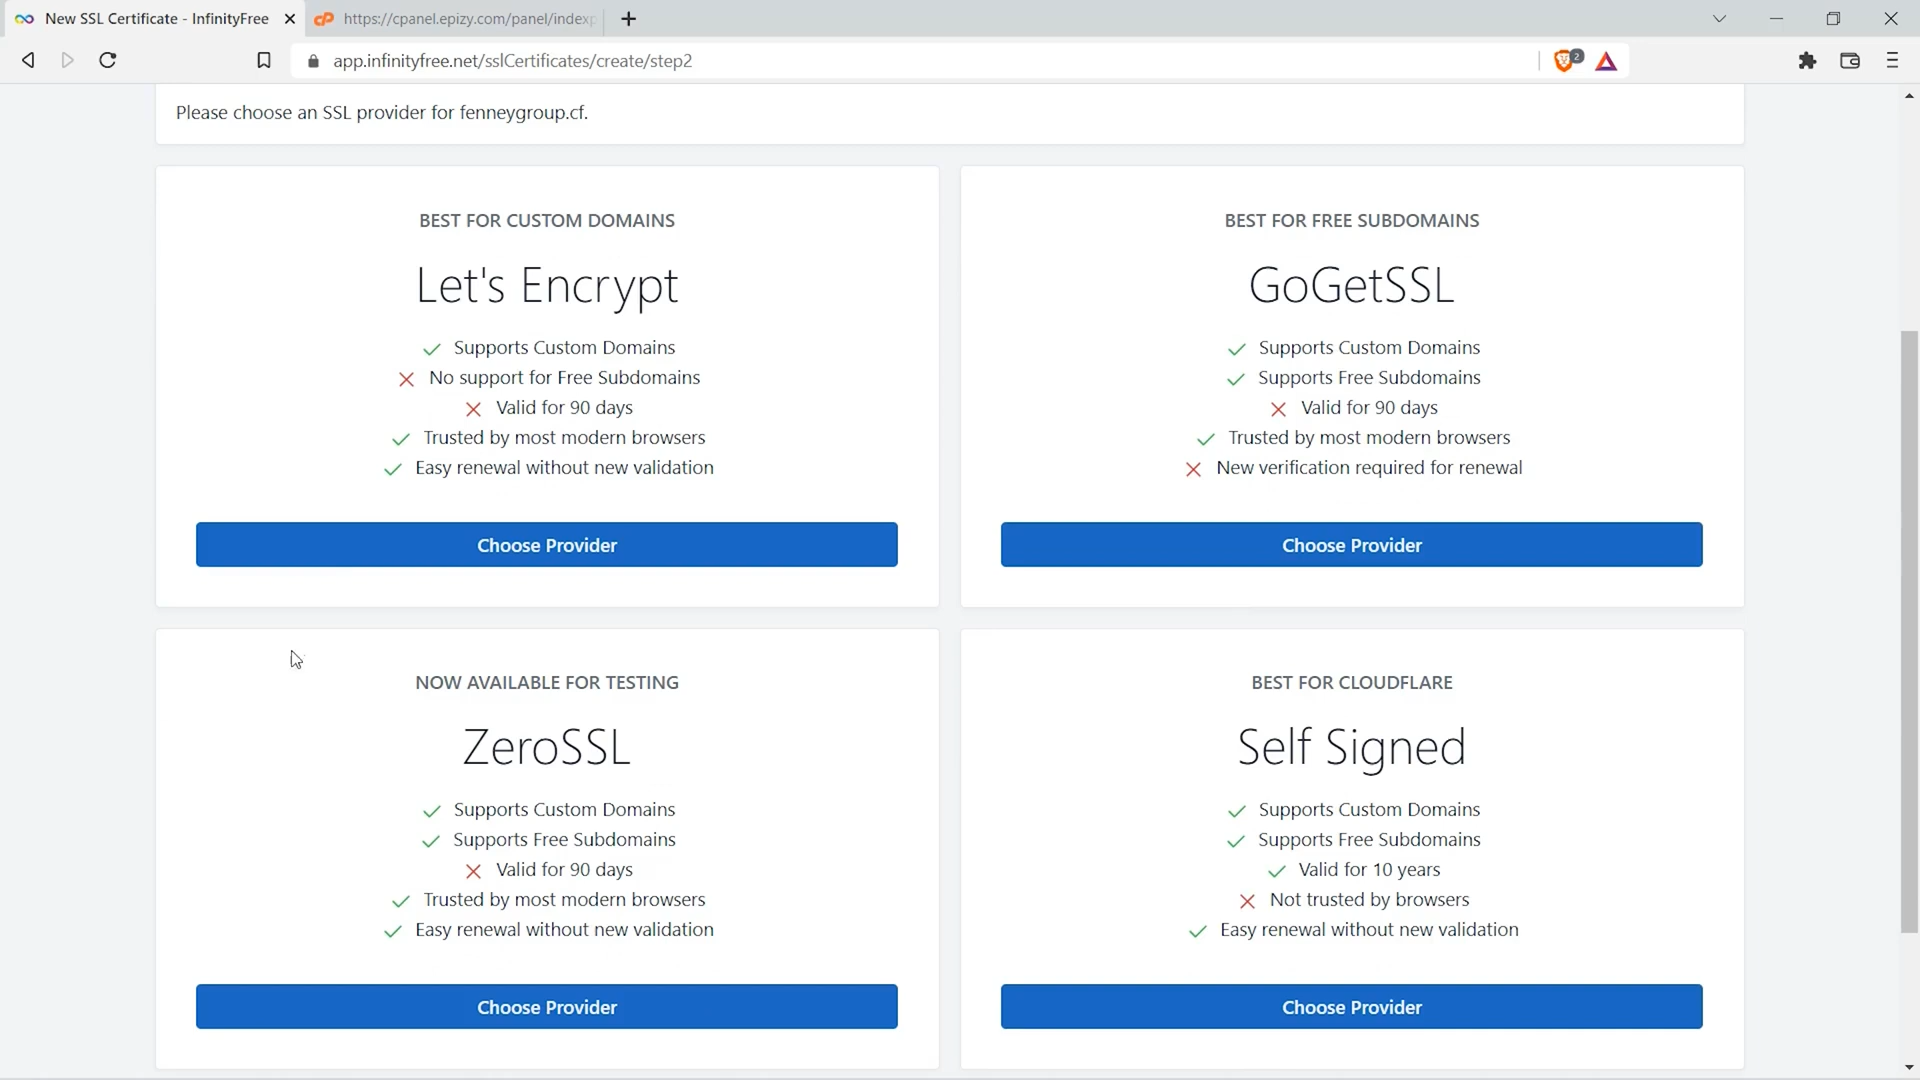 New SSL Certificate - InfinityFree
https://cpanel.epizy.com/panel/indexp
app.infinityfree.net/sslCertificates/create/step2
2
Please choose an SSL provider for fenneygroup.cf.
BEST FOR CUSTOM DOMAINS
Let's Encrypt
Supports Custom Domains
No support for Free Subdomains
Valid for 90 days
Trusted by most modern browsers
Easy renewal without new validation
Choose Provider
BEST FOR FREE SUBDOMAINS
GoGetSSL
Supports Custom Domains
Supports Free Subdomains
Valid for 90 days
Trusted by most modern browsers
New verification required for renewal
Choose Provider
NOW AVAILABLE FOR TESTING
ZeroSSL
Supports Custom Domains
Supports Free Subdomains
Valid for 90 days
Trusted by most modern browsers
Easy renewal without new validation
Choose Provider
BEST FOR CLOUDFLARE
Self Signed
Supports Custom Domains
Supports Free Subdomains
Valid for 10 years
Not trusted by browsers
Easy renewal without new validation
Choose Provider